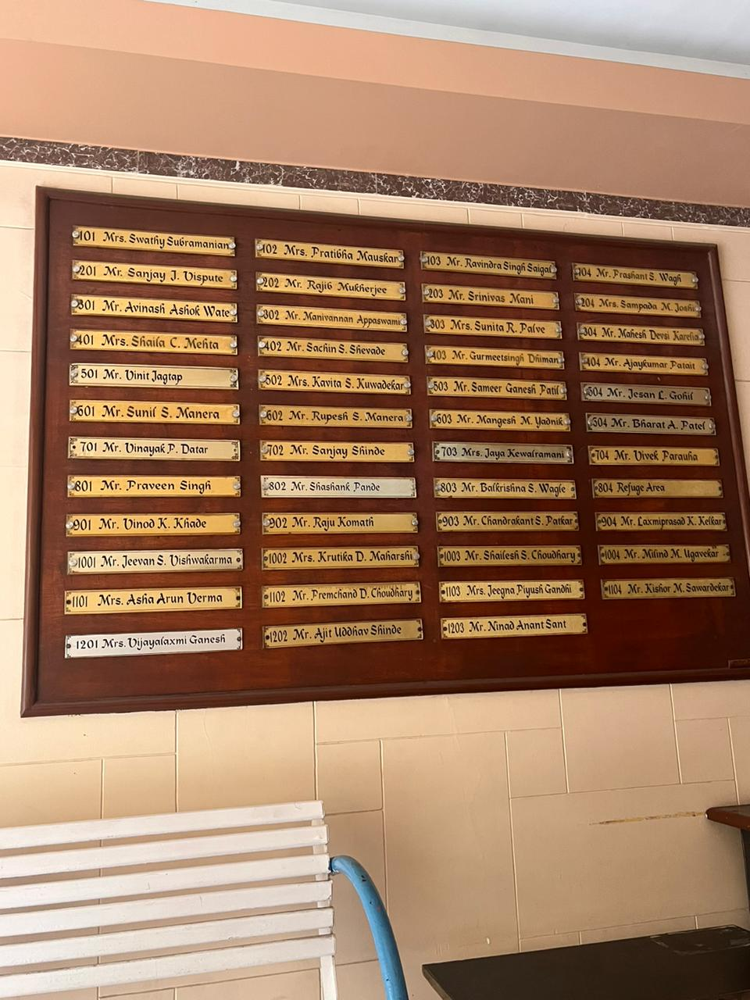 101 Mrs. Swathy Subramanian
102 Mrs. Pratibha Mauskar
103 Mr. Ravindra Singh Saigal
104 Mr. Prashant S. Wagh
201 Mr. Sanjay J. Vispute
202 Mr. Rajib Mukherjee
203 Mr. Srinivas Mani
204 Mrs. Sampada M. Joshi
301 Mr. Avinash Ashok Wate
302 Mr. Manivannan Appaswami
303 Mrs. Sunita R. Palve
304 Mr. Mahesh Devsi Karelia
401 Mrs. Shaila C. Mehta
402 Mr. Sachin S. Shevade
403 Mr. Gurmeetsingh Dhiman
404 Mr. Ajaykumar Patait
501 Mr. Vinit Jagtap
502 Mrs. Kavita S. Kuwadekar
503 Mr. Sameer Ganesh Patil
504 Mr. Jesan L. Gohil
601 Mr. Sunil S. Manera
602 Mr. Rupesh S. Manera
603 Mr. Mangesh M. Yadnik
604 Mr. Bharat A. Patel
701 Mr. Vinayak P. Datar
702 Mr. Sanjay Shinde
703 Mrs. Jaya Kewalramani
704 Mr. Vivek Parauha
801 Mr. Praveen Singh
802 Mr. Shashank Pande
803 Mr. Balkrishna S. Wagle
804 Refuge Area
901 Mr. Vinod K. Khade
902 Mr. Raju Komath
903 Mr. Chandrakant S. Patkar
904 Mr. Laxmiprasad K. Kelkar
1001 Mr. Jeevan S. Vishwakarma
1002 Mrs. Krutika D. Maharshi
1003 Mr. Shailesh S. Choudhary
1004 Mr. Milind M. Ugavekar
1101 Mrs. Asha Arun Verma
1102 Mr. Premchand D. Choudhary
1103 Mrs. Jeegna Piyush Gandhi
1104 Mr. Kishor M. Sawardekar
1201 Mrs. Vijayalaxmi Ganesh
1202 Mr. Ajit Uddhav Shinde
1203 Mr. Ninad Anant Sant